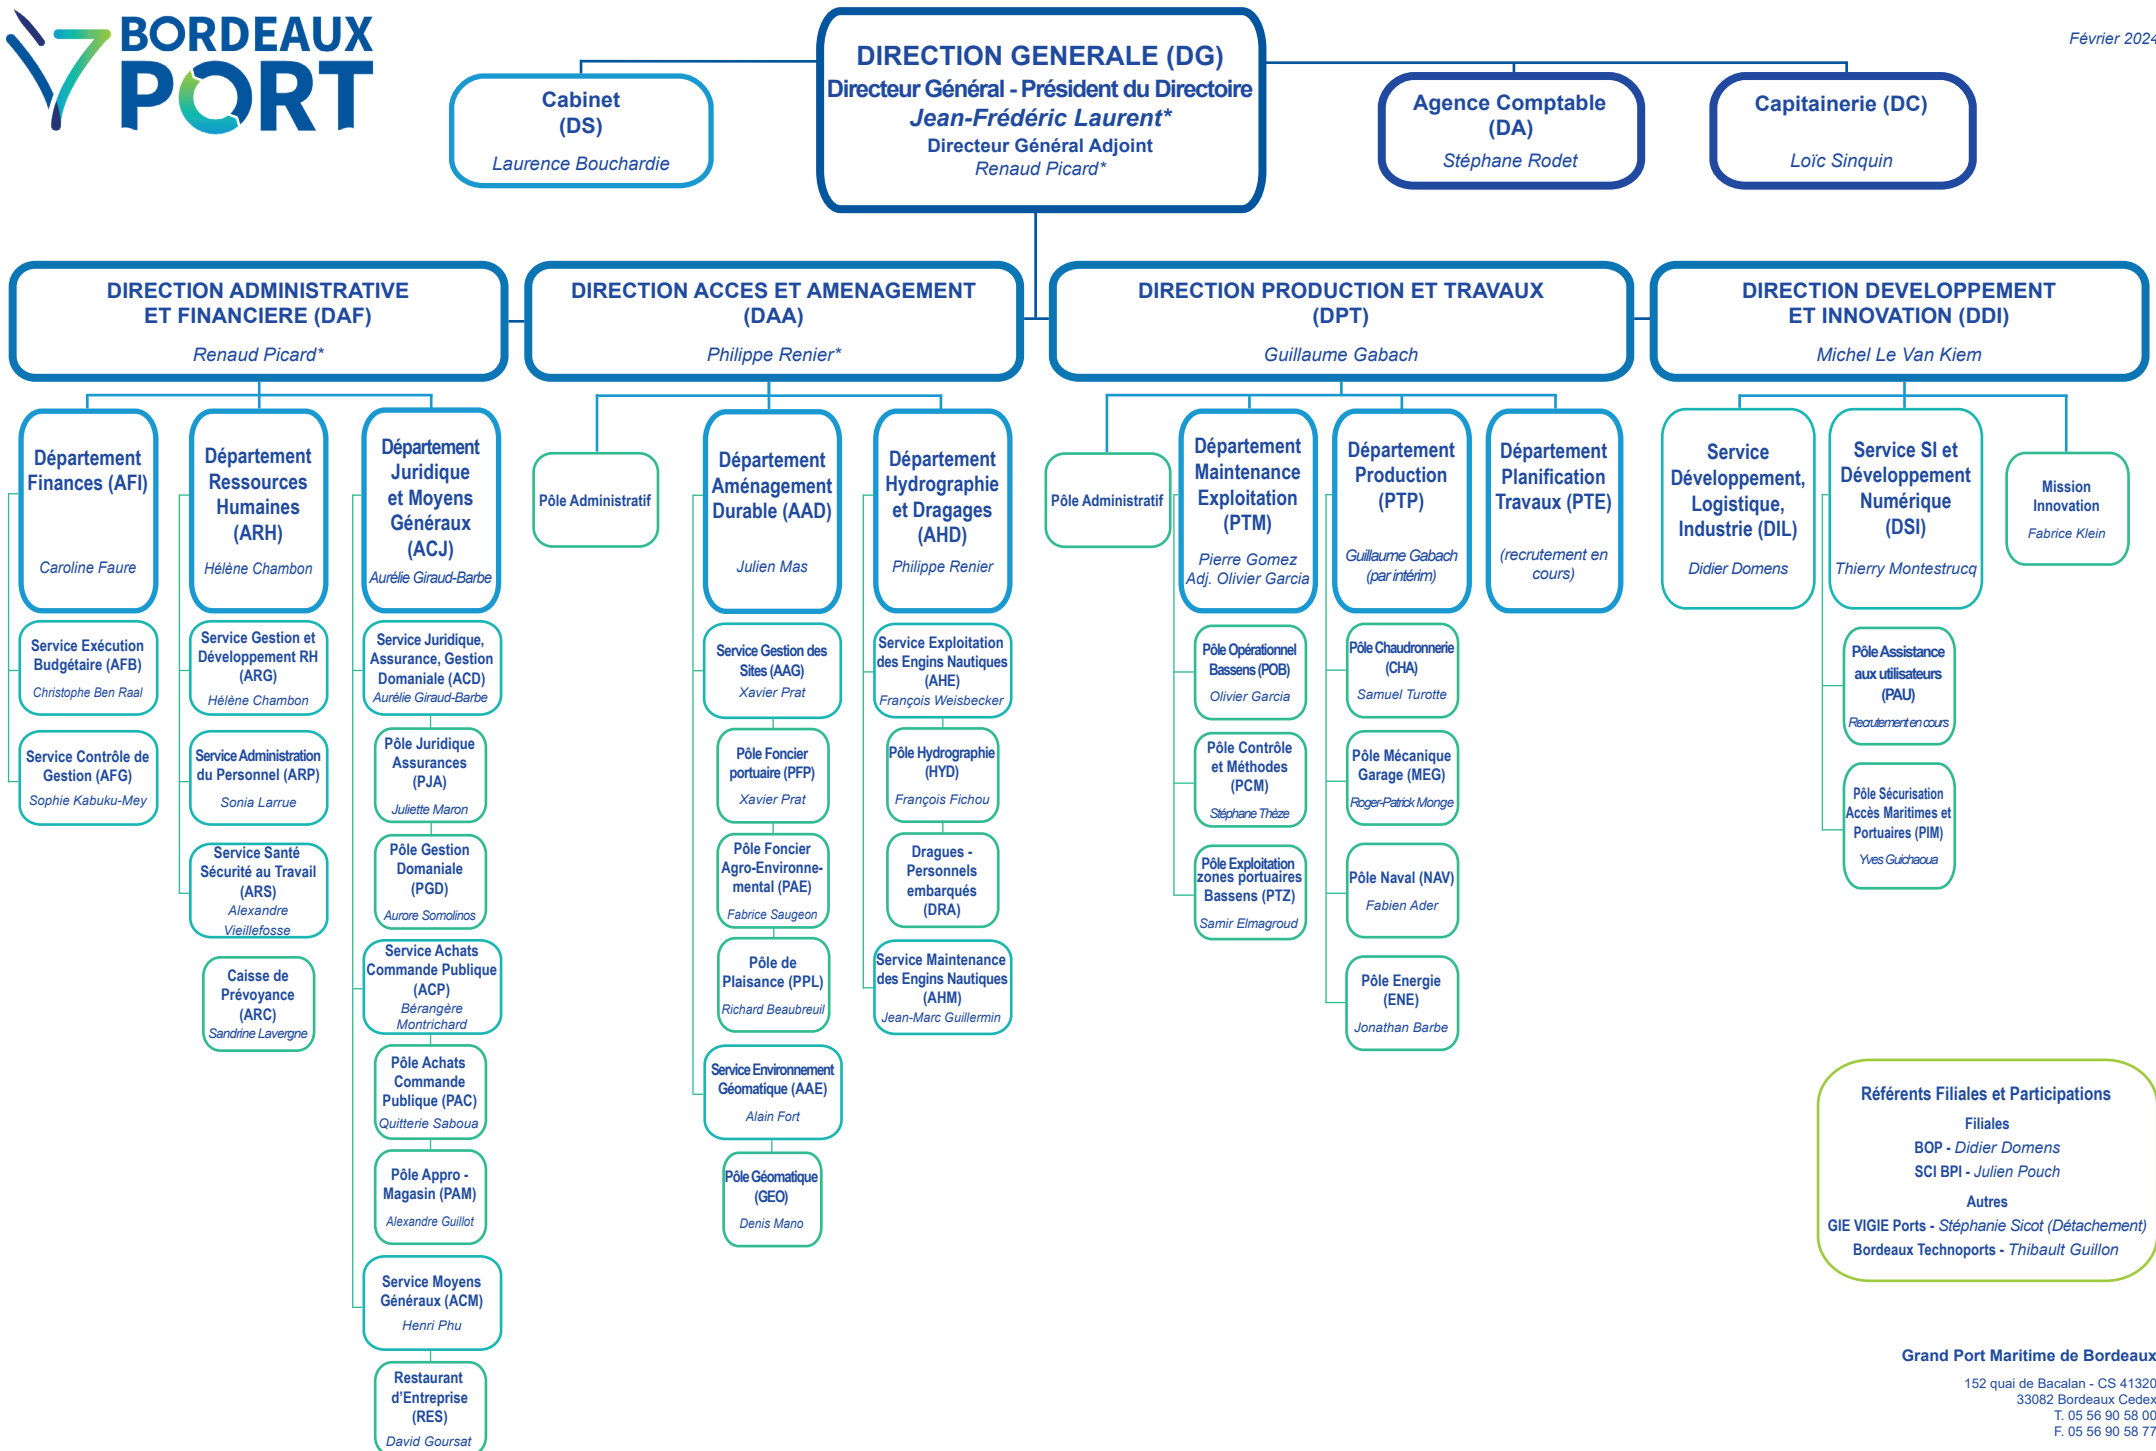 BORDEAUX
PORT
Février 2024
DIRECTION GENERALE (DG)
Directeur Général - Président du Directoire
Jean-Frédéric Laurent*
Directeur Général Adjoint
Renaud Picard*
Cabinet
(DS)
Laurence Bouchardie
Agence Comptable
(DA)
Stéphane Rodet
Capitainerie (DC)
Loïc Sinquin
DIRECTION ADMINISTRATIVE
ET FINANCIERE (DAF)
Renaud Picard*
DIRECTION ACCES ET AMENAGEMENT
(DAA)
Philippe Renier*
DIRECTION PRODUCTION ET TRAVAUX
(DPT)
Guillaume Gabach
DIRECTION DEVELOPPEMENT
ET INNOVATION (DDI)
Michel Le Van Kiem
Département
Finances (AFI)
Caroline Faure
Service Exécution
Budgétaire (AFB)
Christophe Ben Raal
Service Contrôle de
Gestion (AFG)
Sophie Kabuku-Mey
Département
Ressources
Humaines
(ARH)
Hélène Chambon
Service Gestion et
Développement RH
(ARG)
Hélène Chambon
Service Administration
du Personnel (ARP)
Sonia Larrue
Service Santé
Sécurité au Travail
(ARS)
Alexandre
Vieillefosse
Caisse de
Prévoyance
(ARC)
Sandrine Lavergne
Département
Juridique
et Moyens
Généraux
(ACJ)
Aurélie Giraud-Barbe
Service Juridique,
Assurance, Gestion
Domaniale (ACD)
Aurélie Giraud-Barbe
Pôle Juridique
Assurances
(PJA)
Juliette Maron
Pôle Gestion
Domaniale
(PGD)
Aurore Somolinos
Service Achats
Commande Publique
(ACP)
Bérangère
Montrichard
Pôle Achats
Commande
Publique (PAC)
Quitterie Saboua
Pôle Appro -
Magasin (PAM)
Alexandre Guillot
Service Moyens
Généraux (ACM)
Henri Phu
Restaurant
d'Entreprise
(RES)
David Goursat
Pôle Administratif
Département
Aménagement
Durable (AAD)
Julien Mas
Service Gestion des
Sites (AAG)
Xavier Prat
Pôle Foncier
portuaire (PFP)
Xavier Prat
Pôle Foncier
Agro-Environne-
mental (PAE)
Fabrice Saugeon
Pôle de
Plaisance (PPL)
Richard Beaubreuil
Service Environnement
Géomatique (AAE)
Alain Fort
Pôle Géomatique
(GEO)
Denis Mano
Département
Hydrographie
et Dragages
(AHD)
Philippe Renier
Service Exploitation
des Engins Nautiques
(AHE)
François Weisbecker
Pôle Hydrographie
(HYD)
François Fichou
Dragues -
Personnels
embarqués
(DRA)
Service Maintenance
des Engins Nautiques
(AHM)
Jean-Marc Guillermin
Pôle Administratif
Département
Maintenance
Exploitation
(PTM)
Pierre Gomez
Adj. Olivier Garcia
Pôle Opérationnel
Bassens (POB)
Olivier Garcia
Pôle Contrôle
et Méthodes
(PCM)
Stéphane Thèze
Pôle Exploitation
zones portuaires
Bassens (PTZ)
Samir Elmagroud
Département
Production
(PTP)
Guillaume Gabach
(par intérim)
Pôle Chaudronnerie
(CHA)
Samuel Turotte
Pôle Mécanique
Garage (MEG)
Roger-Patrick Monge
Pôle Naval (NAV)
Fabien Ader
Pôle Energie
(ENE)
Jonathan Barbe
Département
Planification
Travaux (PTE)
(recrutement en
cours)
Service
Développement,
Logistique,
Industrie (DIL)
Didier Domens
Service SI et
Développement
Numérique
(DSI)
Thierry Montestrucq
Pôle Assistance
aux utilisateurs
(PAU)
Recrutement en cours
Pôle Sécurisation
Accès Maritimes et
Portuaires (PIM)
Yves Guichaoua
Mission
Innovation
Fabrice Klein
Référents Filiales et Participations
Filiales
BOP - Didier Domens
SCI BPI - Julien Pouch
Autres
GIE VIGIE Ports - Stéphanie Sicot (Détachement)
Bordeaux Technoports - Thibault Guillon
Grand Port Maritime de Bordeaux
152 quai de Bacalan - CS 41320
33082 Bordeaux Cedex
T. 05 56 90 58 00
F. 05 56 90 58 77